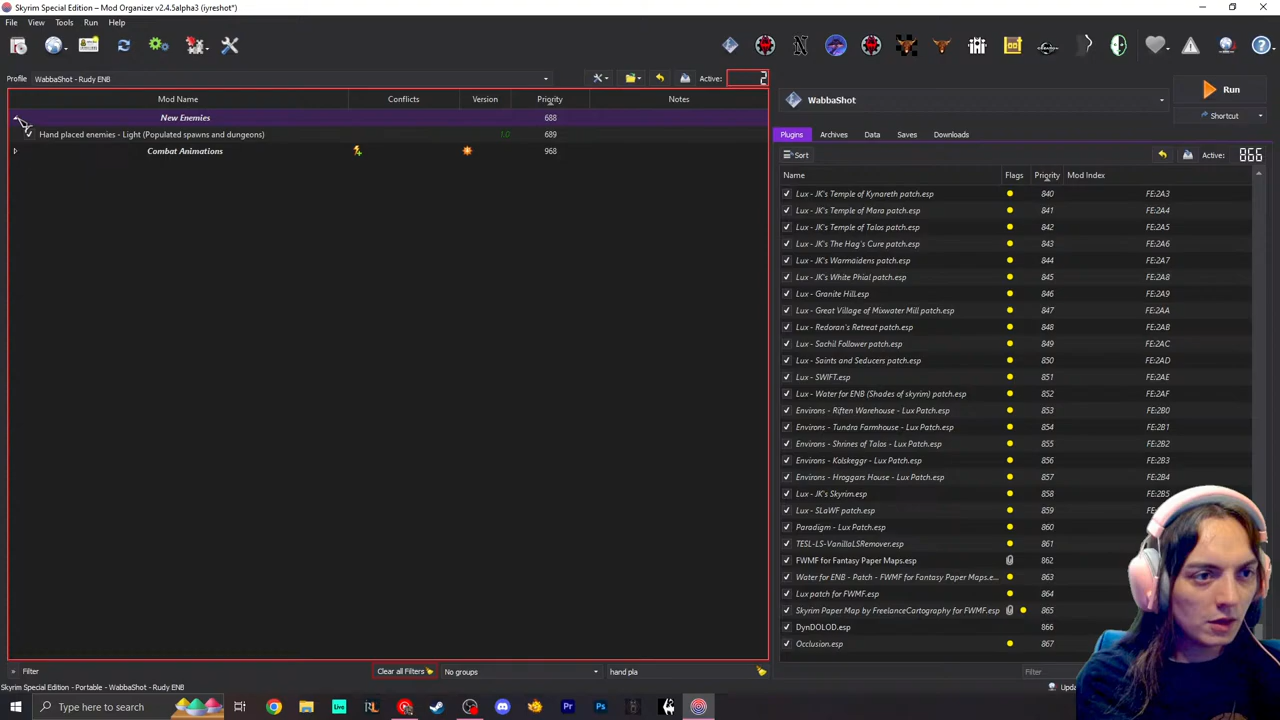 Skyrim Special Edition – Mod Organizer v2.4.5alpha3 (iyreshot)
File View Tools Run Help
Profile WabbaShot - Rudy ENB Active: 2
WabbaShot
Run
Shortcut
Mod Name Conflicts Version Priority Notes
New Enemies 688
Hand placed enemies - Light (Populated spawns and dungeons) 1.0 689
Combat Animations 968
Plugins Archives Data Saves Downloads
Sort Active: 866
Name Flags Priority Mod Index
Lux - JK's Temple of Kynareth patch.esp 840 FE:2A3
Lux - JK's Temple of Mara patch.esp 841 FE:2A4
Lux - JK's Temple of Talos patch.esp 842 FE:2A5
Lux - JK's The Hag's Cure patch.esp 843 FE:2A6
Lux - JK's Warmaidens patch.esp 844 FE:2A7
Lux - JK's White Phial patch.esp 845 FE:2A8
Lux - Granite Hill.esp 846 FE:2A9
Lux - Great Village of Mixwater Mill patch.esp 847 FE:2AA
Lux - Redoran's Retreat patch.esp 848 FE:2AB
Lux - Sachil Follower patch.esp 849 FE:2AC
Lux - Saints and Seducers patch.esp 850 FE:2AD
Lux - SWIFT.esp 851 FE:2AE
Lux - Water for ENB (Shades of skyrim) patch.esp 852 FE:2AF
Environs - Riften Warehouse - Lux Patch.esp 853 FE:2B0
Environs - Tundra Farmhouse - Lux Patch.esp 854 FE:2B1
Environs - Shrines of Talos - Lux Patch.esp 855 FE:2B2
Environs - Kolskeggr - Lux Patch.esp 856 FE:2B3
Environs - Hroggars House - Lux Patch.esp 857 FE:2B4
Lux - JK's Skyrim.esp 858 FE:2B5
Lux - SLaWF patch.esp 859
Paradigm - Lux Patch.esp 860
TESL-LS-VanillaLSRemover.esp 861
FWMF for Fantasy Paper Maps.esp 862
Water for ENB - Patch - FWMF for Fantasy Paper Maps.e... 863
Lux patch for FWMF.esp 864
Skyrim Paper Map by FreelanceCartography for FWMF.esp 865
DynDOLOD.esp 866
Occlusion.esp 867
» Filter Clear all Filters No groups hand pla Filter
Skyrim Special Edition - Portable - WabbaShot - Rudy ENB
Type here to search
Live
Pr
Ps